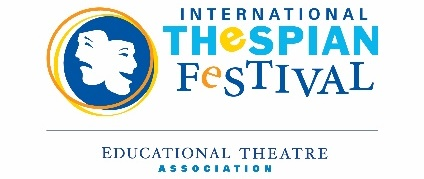 INTERNATIONAL
THeSPIAN
FeSTIVAL
EDUCATIONAL THEATRE
ASSOCIATION